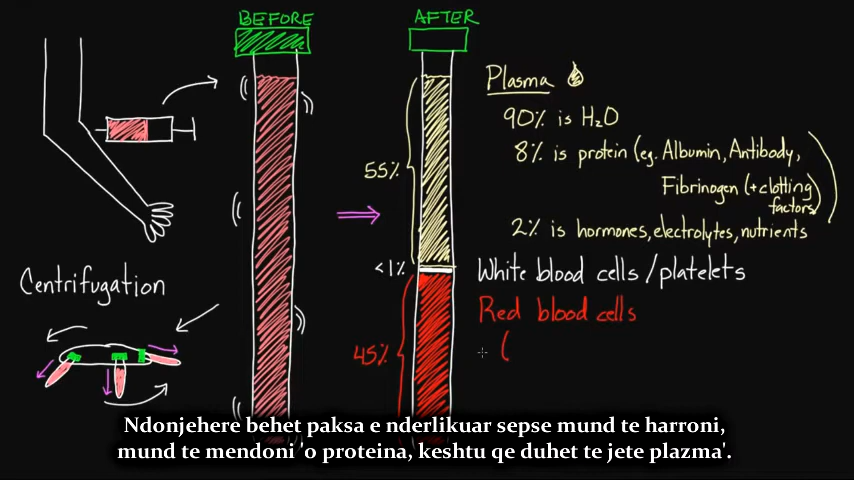 BEFORE
AFTER
Plasma
90% is H₂O
8% is protein (eg. Albumin, Antibody,
Fibrinogen (+clotting
factors)
55%
2% is hormones, electrolytes, nutrients
<1%
White blood cells/platelets
Centrifugation
Red blood cells
45%
(
Ndonjehere behet paksa e nderlikuar sepse mund te harroni,
mund te mendoni 'o proteina, keshtu qe duhet te jete plazma'.